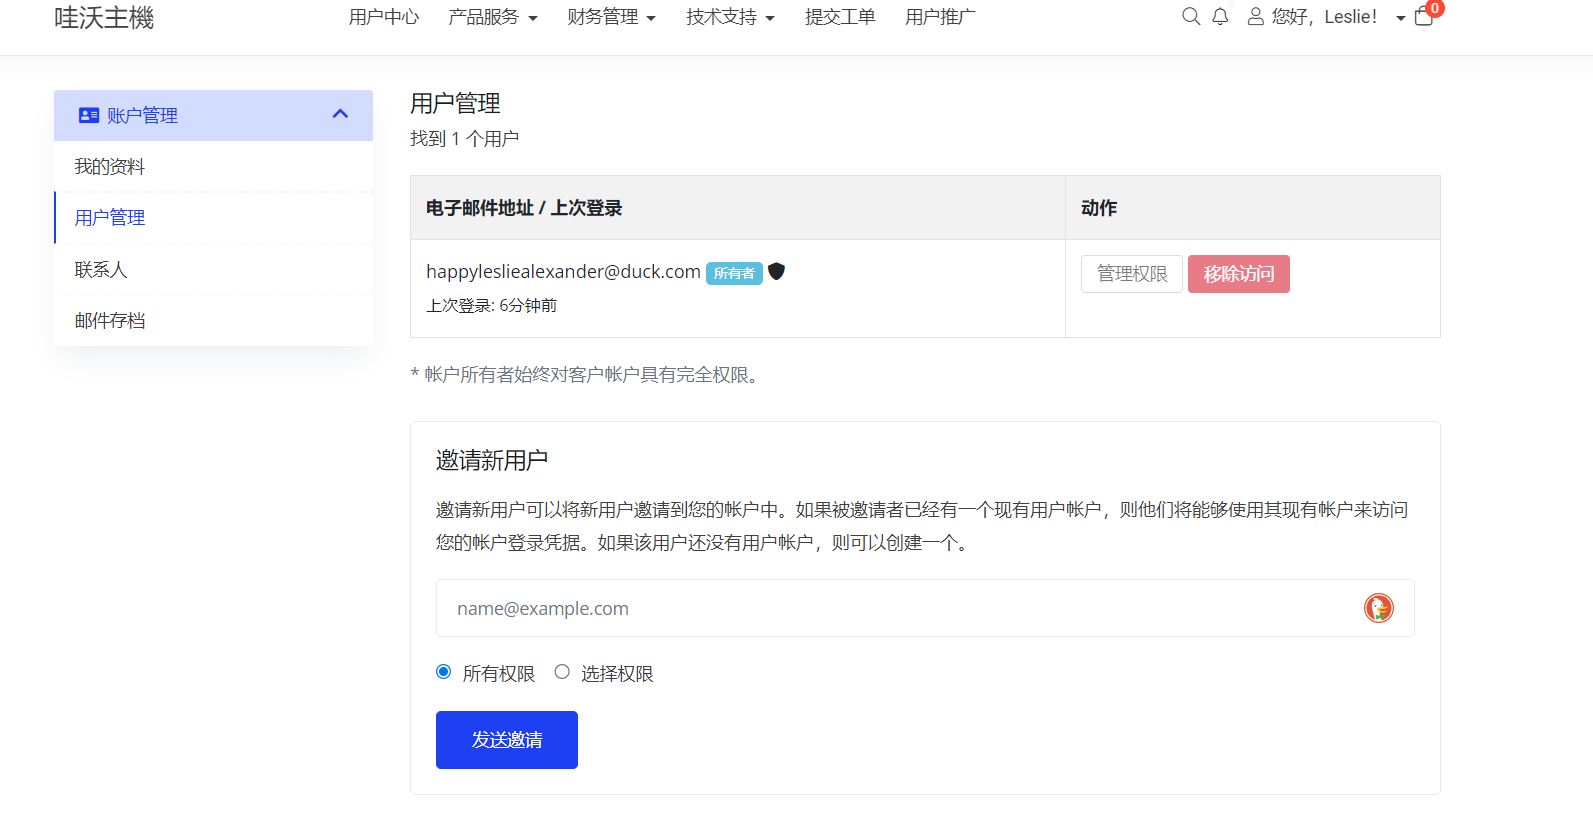 哇沃主機
用户中心 产品服务 财务管理 技术支持 提交工单 用户推广
您好，Leslie！ 0
账户管理
我的资料
用户管理
联系人
邮件存档
用户管理
找到 1 个用户
电子邮件地址 / 上次登录 动作
happylesliealexander@duck.com 所有者 管理权限 移除访问
上次登录: 6分钟前
* 帐户所有者始终对客户帐户具有完全权限。
邀请新用户
邀请新用户可以将新用户邀请到您的帐户中。如果被邀请者已经有一个现有用户帐户，则他们将能够使用其现有帐户来访问
您的帐户登录凭据。如果该用户还没有用户帐户，则可以创建一个。
name@example.com
所有权限 选择权限
发送邀请